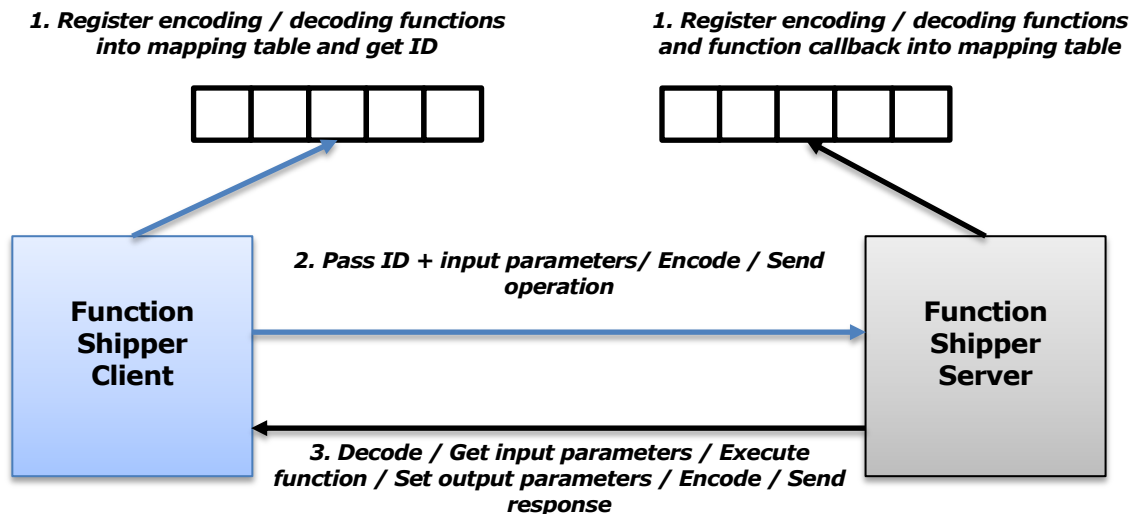 1. Register encoding / decoding functions
into mapping table and get ID
1. Register encoding / decoding functions
and function callback into mapping table
2. Pass ID + input parameters/ Encode / Send
operation
Function
Shipper
Client
Function
Shipper
Server
3. Decode / Get input parameters / Execute
function / Set output parameters / Encode / Send
response